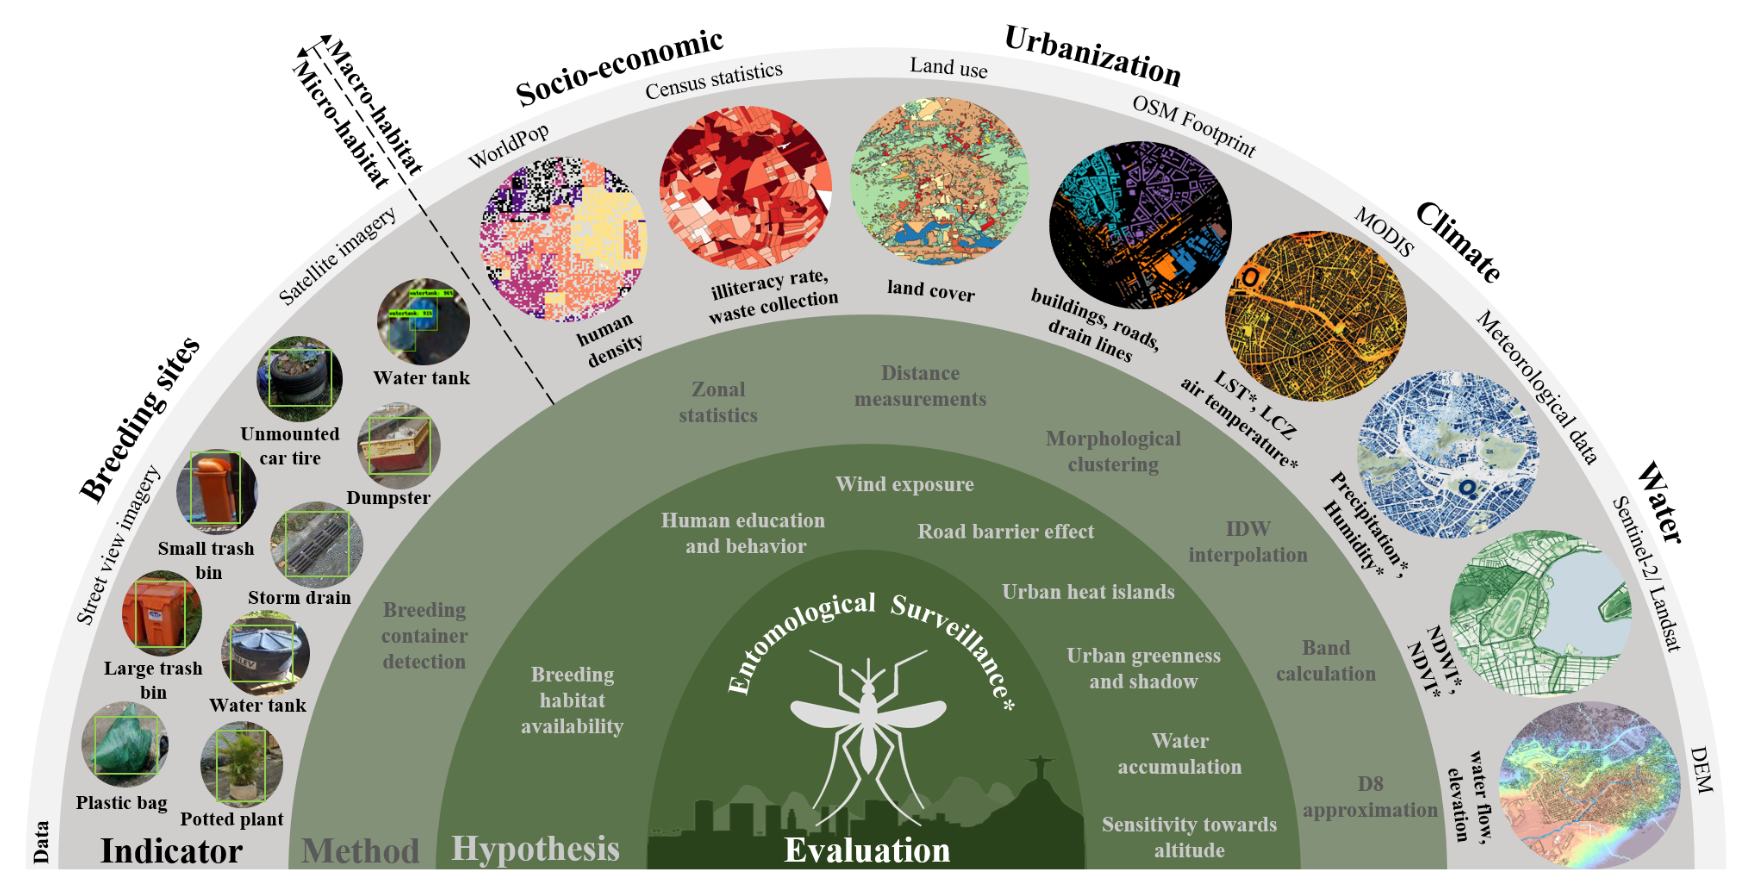 Macro-habitat
Micro-habitat
Breeding sites
Socio-economic
Urbanization
Climate
Water
Street view imagery
Satellite imagery
WorldPop
Census statistics
Land use
OSM Footprint
MODIS
Meteorological data
Sentinel-2/ Landsat
DEM
watertank: 96%
watertank: 91%
Water tank
Unmounted
car tire
Dumpster
Small trash
bin
Storm drain
Large trash
bin
Water tank
Plastic bag
Potted plant
human
density
illiteracy rate,
waste collection
land cover
buildings, roads,
drain lines
LST*, LCZ
air temperature*
Precipitation*,
Humidity*
NDWI*,
NDVI*
water flow,
elevation
Breeding
container
detection
Zonal
statistics
Distance
measurements
Morphological
clustering
IDW
interpolation
Band
calculation
D8
approximation
Breeding
habitat
availability
Human education
and behavior
Wind exposure
Road barrier effect
Urban heat islands
Urban greenness
and shadow
Water
accumulation
Sensitivity towards
altitude
Entomological Surveillance*
Data
Indicator
Method
Hypothesis
Evaluation